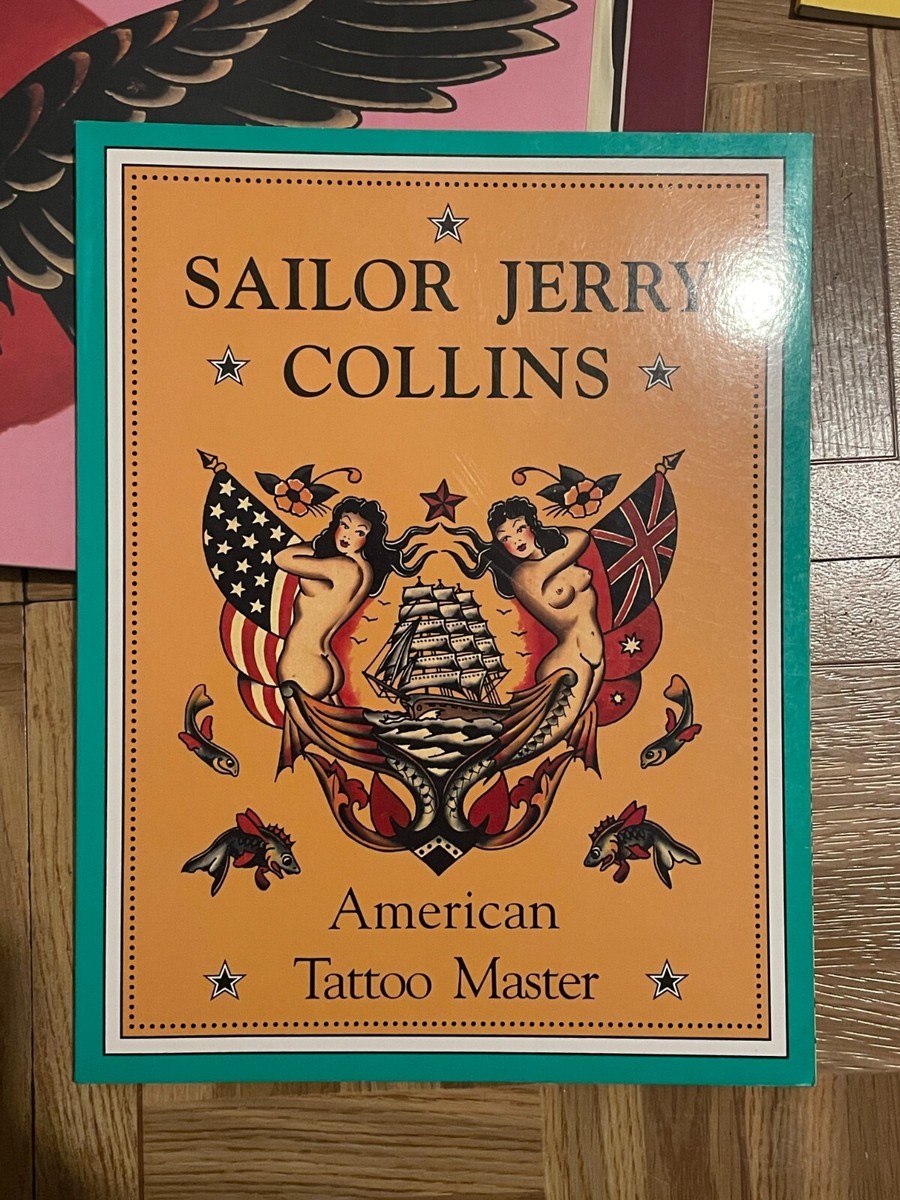 SAILOR JERRY
COLLINS
American
Tattoo Master